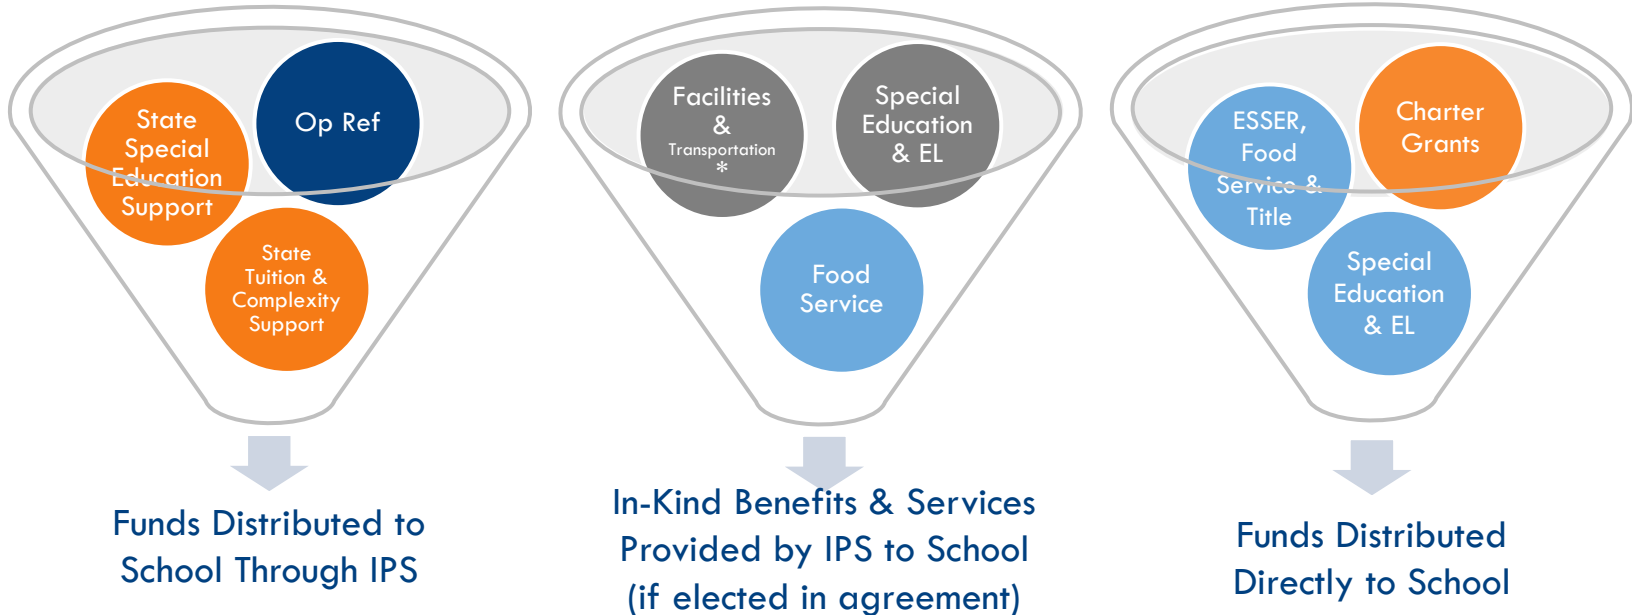 State
Special
Education
Support
Op Ref
State
Tuition &
Complexity
Support
Funds Distributed to
School Through IPS
Facilities
&
Transportation
*
Special
Education
& EL
Food
Service
In-Kind Benefits & Services
Provided by IPS to School
(if elected in agreement)
ESSER,
Food
Service &
Title
Charter
Grants
Special
Education
& EL
Funds Distributed
Directly to School